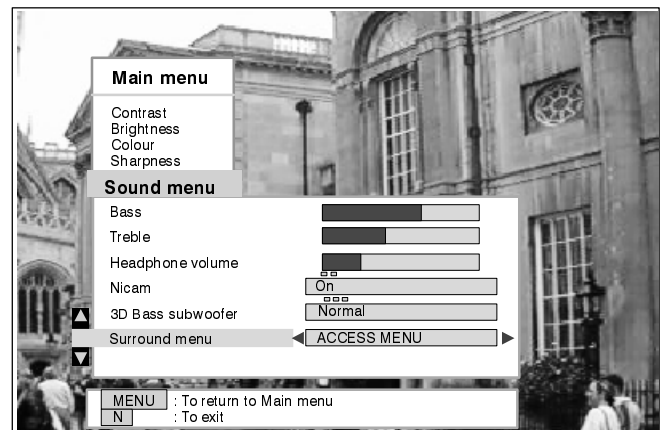 Main menu
Contrast
Brightness
Colour
Sharpness
Sound menu
Bass
Treble
Headphone volume
Nicam On
3D Bass subwoofer Normal
Surround menu ACCESS MENU
MENU : To return to Main menu
N : To exit